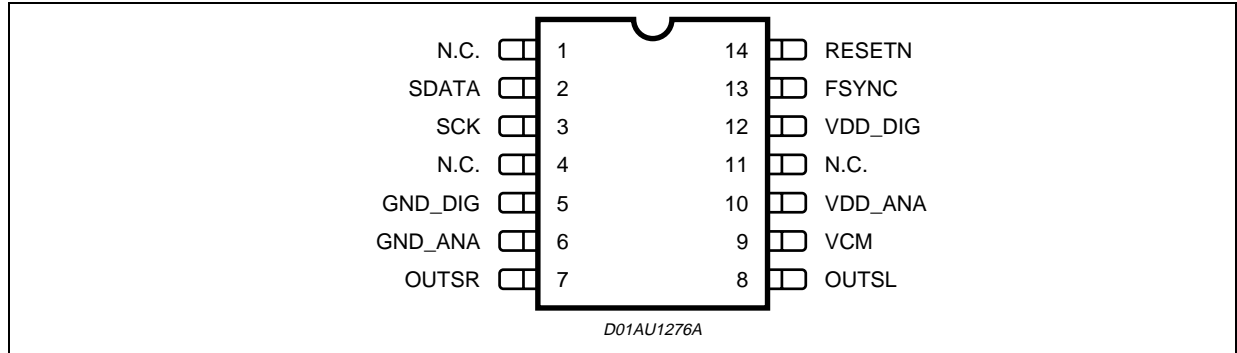 N.C. 1 14 RESETN
SDATA 2 13 FSYNC
SCK 3 12 VDD_DIG
N.C. 4 11 N.C.
GND_DIG 5 10 VDD_ANA
GND_ANA 6 9 VCM
OUTSR 7 8 OUTSL
D01AU1276A